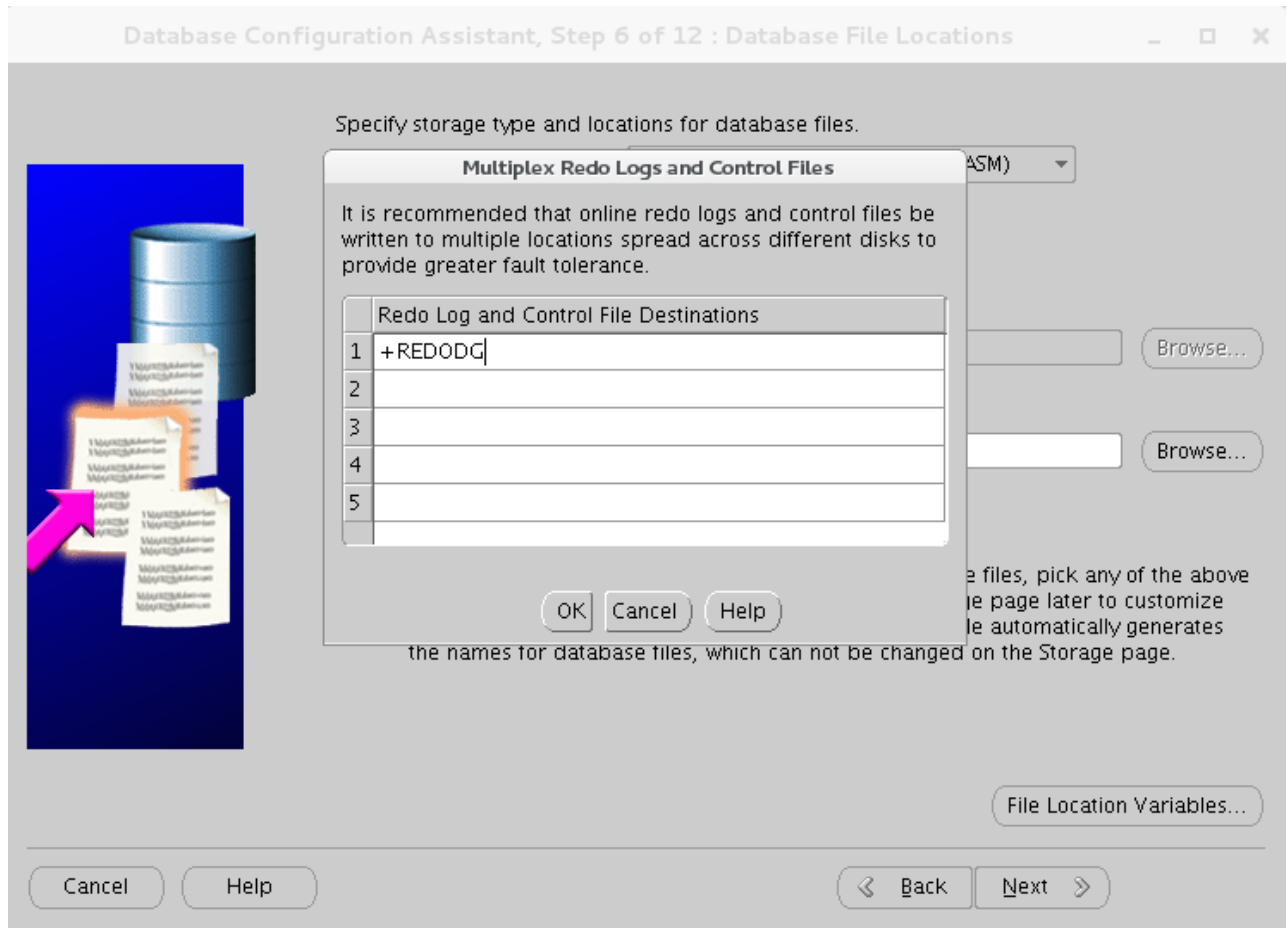 Database Configuration Assistant, Step 6 of 12 : Database File Locations
Specify storage type and locations for database files.
ASM)
Multiplex Redo Logs and Control Files
It is recommended that online redo logs and control files be
written to multiple locations spread across different disks to
provide greater fault tolerance.
Redo Log and Control File Destinations
1 +REDODG
2
3
4
5
Browse...
Browse...
OK Cancel Help
e files, pick any of the above
page later to customize
le automatically generates
the names for database files, which can not be changed on the Storage page.
File Location Variables...
Cancel Help Back Next